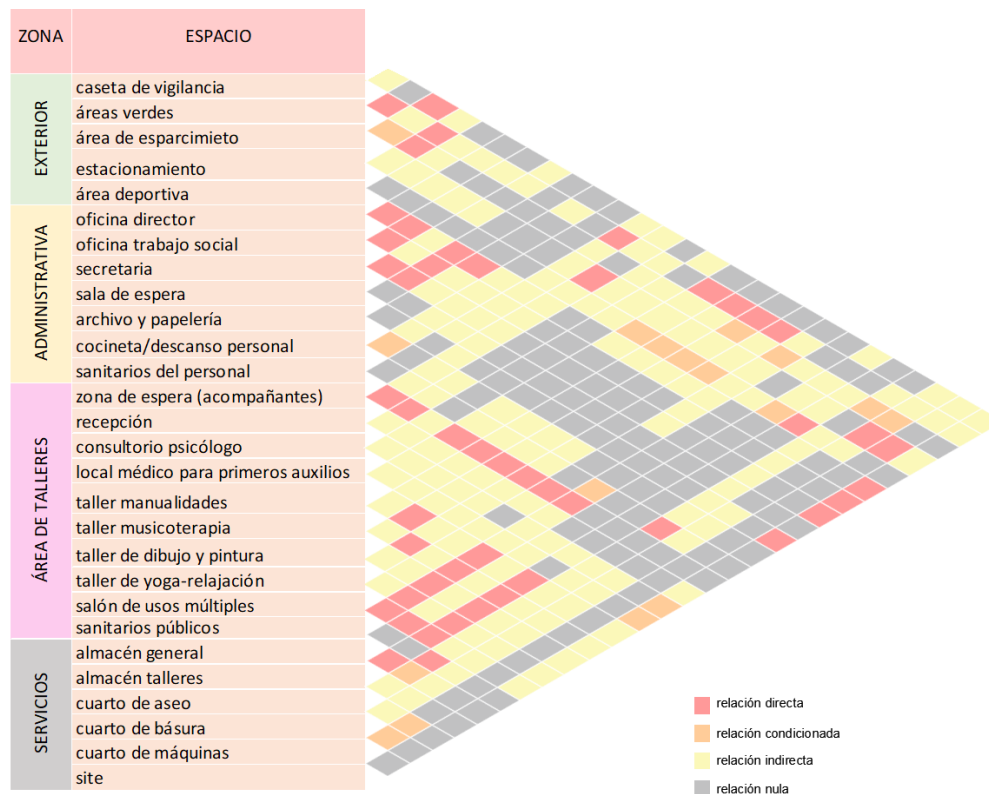 ZONA ESPACIO
EXTERIOR
caseta de vigilancia
áreas verdes
área de esparcimieto
estacionamiento
área deportiva
ADMINISTRATIVA
oficina director
oficina trabajo social
secretaria
sala de espera
archivo y papelería
cocineta/descanso personal
sanitarios del personal
ÁREA DE TALLERES
zona de espera (acompañantes)
recepción
consultorio psicólogo
local médico para primeros auxilios
taller manualidades
taller musicoterapia
taller de dibujo y pintura
taller de yoga-relajación
salón de usos múltiples
sanitarios públicos
SERVICIOS
almacén general
almacén talleres
cuarto de aseo
cuarto de básura
cuarto de máquinas
site
relación directa
relación condicionada
relación indirecta
relación nula